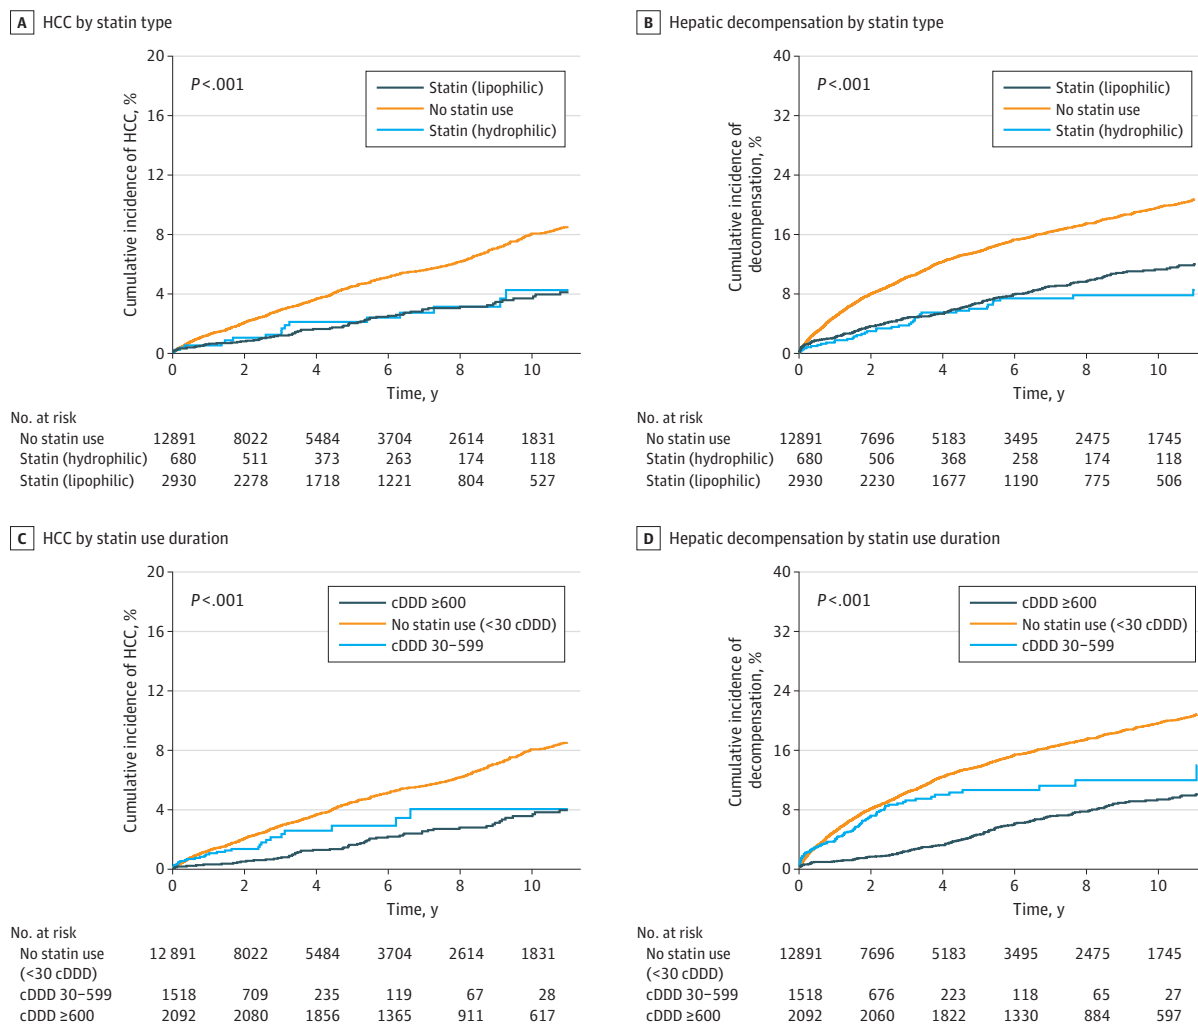 A HCC by statin type
20
16
12
8
4
0
Cumulative incidence of HCC, %
P<.001
Statin (lipophilic)
No statin use
Statin (hydrophilic)
0 2 4 6 8 10
Time, y
No. at risk
No statin use 12891 8022 5484 3704 2614 1831
Statin (hydrophilic) 680 511 373 263 174 118
Statin (lipophilic) 2930 2278 1718 1221 804 527
B Hepatic decompensation by statin type
40
32
24
16
8
0
Cumulative incidence of
decompensation, %
P<.001
Statin (lipophilic)
No statin use
Statin (hydrophilic)
0 2 4 6 8 10
Time, y
No. at risk
No statin use 12891 7696 5183 3495 2475 1745
Statin (hydrophilic) 680 506 368 258 174 118
Statin (lipophilic) 2930 2230 1677 1190 775 506
C HCC by statin use duration
20
16
12
8
4
0
Cumulative incidence of HCC, %
P<.001
cDDD ≥600
No statin use (<30 cDDD)
cDDD 30–599
0 2 4 6 8 10
Time, y
No. at risk
No statin use 12 891 8022 5484 3704 2614 1831
(<30 cDDD)
cDDD 30–599 1518 709 235 119 67 28
cDDD ≥600 2092 2080 1856 1365 911 617
D Hepatic decompensation by statin use duration
40
32
24
16
8
0
Cumulative incidence of
decompensation, %
P<.001
cDDD ≥600
No statin use (<30 cDDD)
cDDD 30–599
0 2 4 6 8 10
Time, y
No. at risk
No statin use 12891 7696 5183 3495 2475 1745
(<30 cDDD)
cDDD 30–599 1518 676 223 118 65 27
cDDD ≥600 2092 2060 1822 1330 884 597